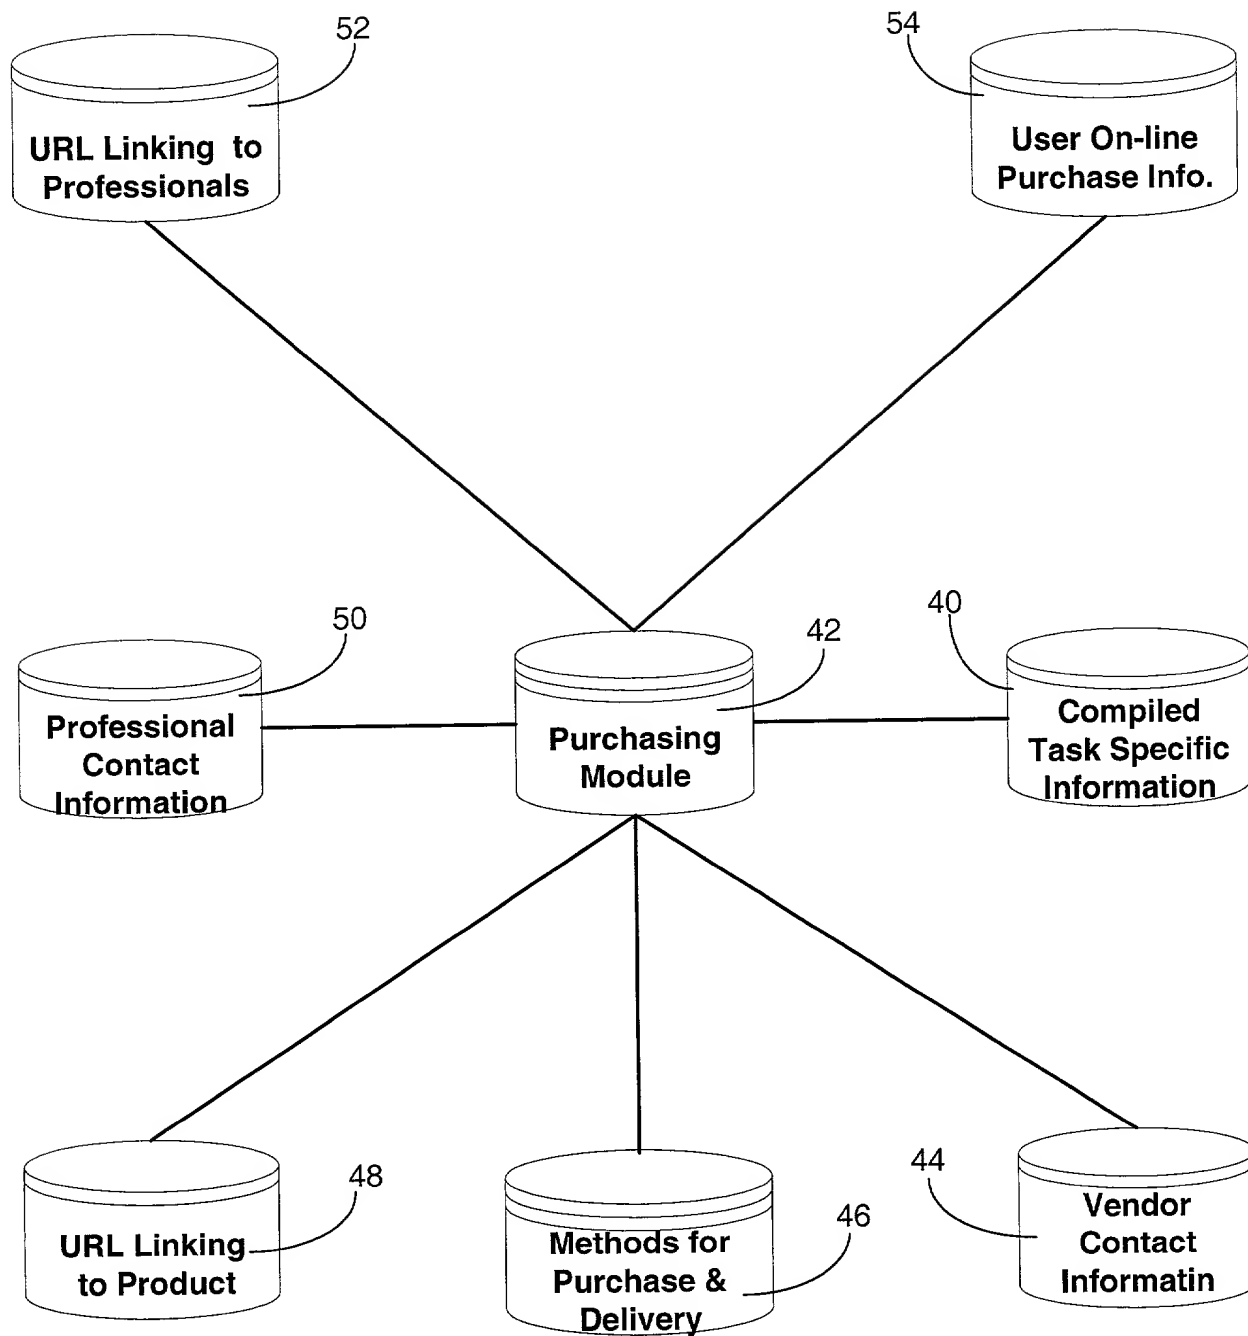 52
54
URL Linking to
Professionals
User On-line
Purchase Info.
50
42
40
Professional
Contact
Information
Purchasing
Module
Compiled
Task Specific
Information
48
46
44
URL Linking
to Product
Methods for
Purchase &
Delivery
Vendor
Contact
Informatin